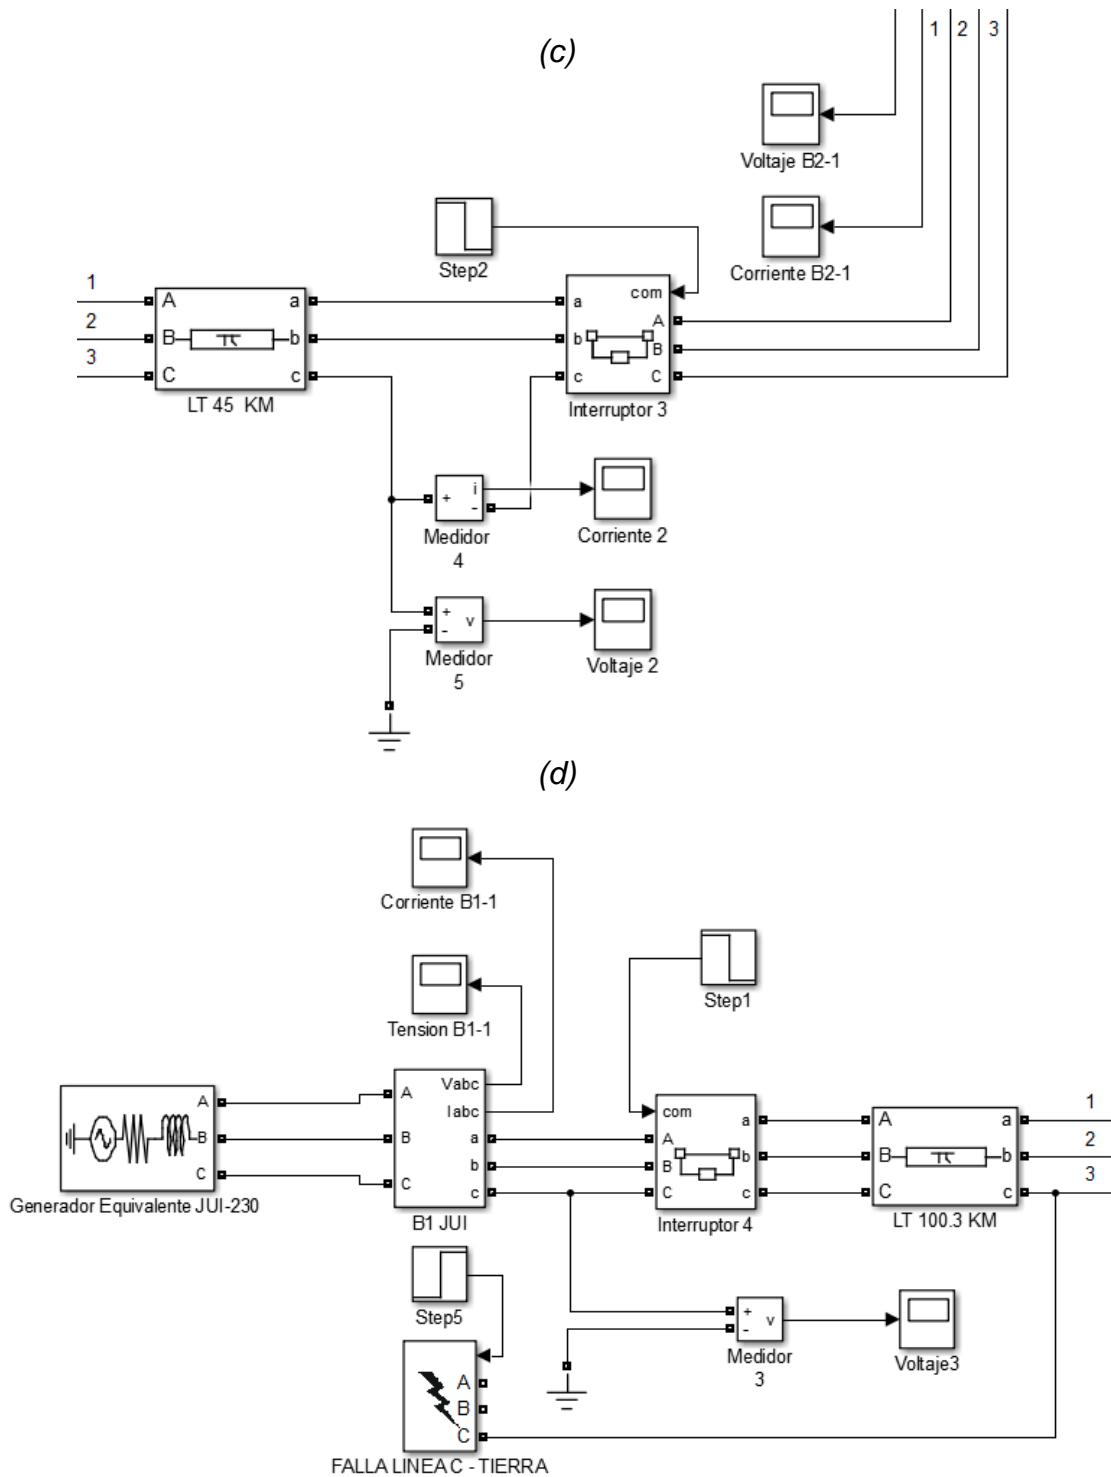 1 2 3
(c)
Voltaje B2-1
Step2
Corriente B2-1
1
2
3
A a
B b
C c
LT 45 KM
com
a A
b B
c C
Interruptor 3
+ i
-
Medidor
4
Corriente 2
+ v
-
Medidor
5
Voltaje 2
(d)
Corriente B1-1
Tension B1-1
Step1
A
B
C
Generador Equivalente JUI-230
Vabc
A Iabc
B a
b
C c
B1 JUI
com a
A
B b
C c
Interruptor 4
A a
B b
C c
LT 100.3 KM
1
2
3
Step5
+ v
-
Medidor
3
Voltaje3
A
B
C
FALLA LINEA C - TIERRA